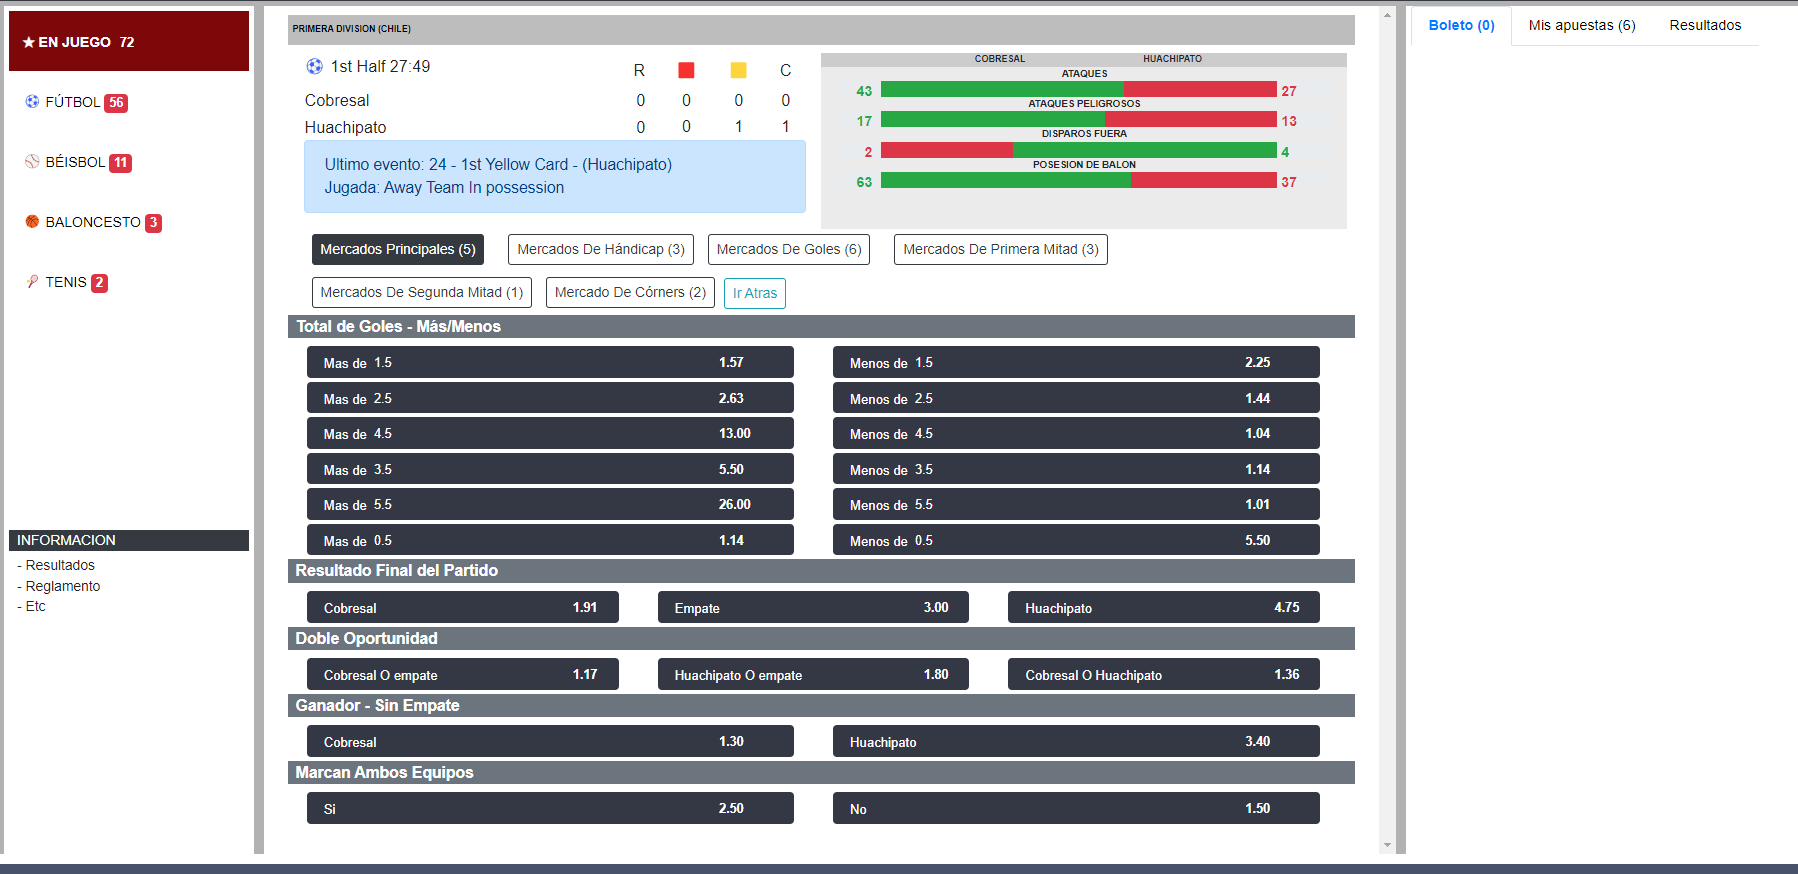 ★ EN JUEGO 72
FÚTBOL 56
BÉISBOL 11
BALONCESTO 3
TENIS 2
INFORMACION
- Resultados
- Reglamento
- Etc
PRIMERA DIVISION (CHILE)
1st Half 27:49 R C
Cobresal 0 0 0 0
Huachipato 0 0 1 1
Ultimo evento: 24 - 1st Yellow Card - (Huachipato)
Jugada: Away Team In possession
COBRESAL HUACHIPATO
ATAQUES
43 27
ATAQUES PELIGROSOS
17 13
DISPAROS FUERA
2 4
POSESION DE BALON
63 37
Mercados Principales (5) Mercados De Hándicap (3) Mercados De Goles (6) Mercados De Primera Mitad (3)
Mercados De Segunda Mitad (1) Mercado De Córners (2) Ir Atras
Total de Goles - Más/Menos
Mas de 1.5 1.57 Menos de 1.5 2.25
Mas de 2.5 2.63 Menos de 2.5 1.44
Mas de 4.5 13.00 Menos de 4.5 1.04
Mas de 3.5 5.50 Menos de 3.5 1.14
Mas de 5.5 26.00 Menos de 5.5 1.01
Mas de 0.5 1.14 Menos de 0.5 5.50
Resultado Final del Partido
Cobresal 1.91 Empate 3.00 Huachipato 4.75
Doble Oportunidad
Cobresal O empate 1.17 Huachipato O empate 1.80 Cobresal O Huachipato 1.36
Ganador - Sin Empate
Cobresal 1.30 Huachipato 3.40
Marcan Ambos Equipos
Si 2.50 No 1.50
Boleto (0) Mis apuestas (6) Resultados